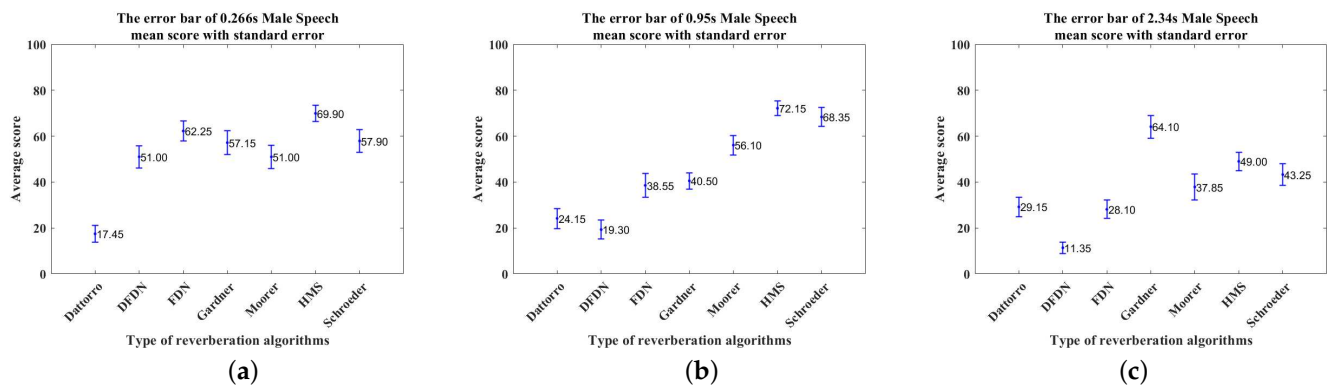 The error bar of 0.266s Male Speech
mean score with standard error
100
80
60
40
20
0
Average score
17.45
51.00
62.25
57.15
51.00
69.90
57.90
Dattorro
DFDN
FDN
Gardner
Moorer
HMS
Schroeder
Type of reverberation algorithms
(a)
The error bar of 0.95s Male Speech
mean score with standard error
100
80
60
40
20
0
Average score
24.15
19.30
38.55
40.50
56.10
72.15
68.35
Dattorro
DFDN
FDN
Gardner
Moorer
HMS
Schroeder
Type of reverberation algorithms
(b)
The error bar of 2.34s Male Speech
mean score with standard error
100
80
60
40
20
0
Average score
29.15
11.35
28.10
64.10
37.85
49.00
43.25
Dattorro
DFDN
FDN
Gardner
Moorer
HMS
Schroeder
Type of reverberation algorithms
(c)